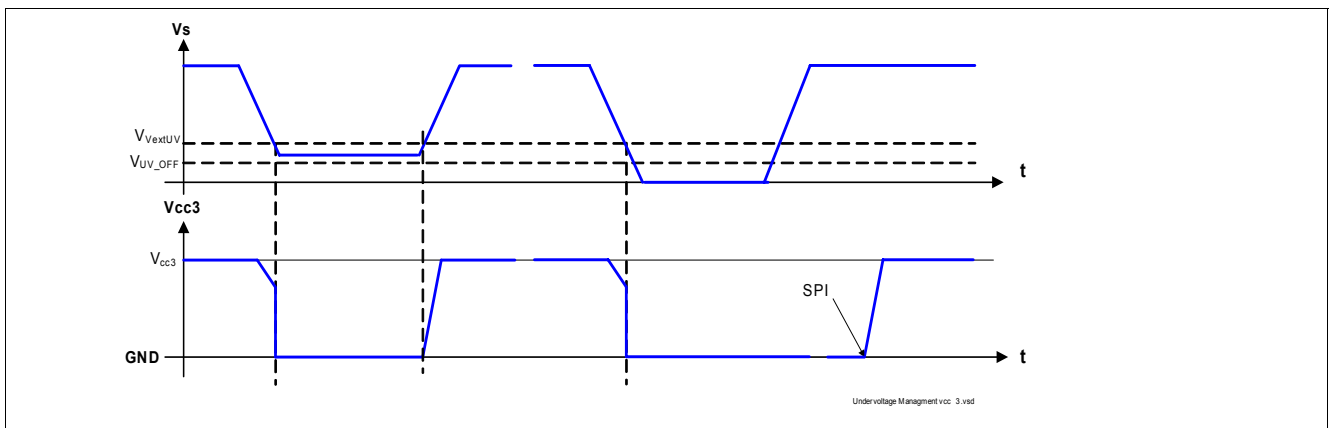 Vs
VVextUV
VUV_OFF
t
Vcc3
Vcc3
SPI
GND
t
Undervoltage Managment vcc 3.vsd